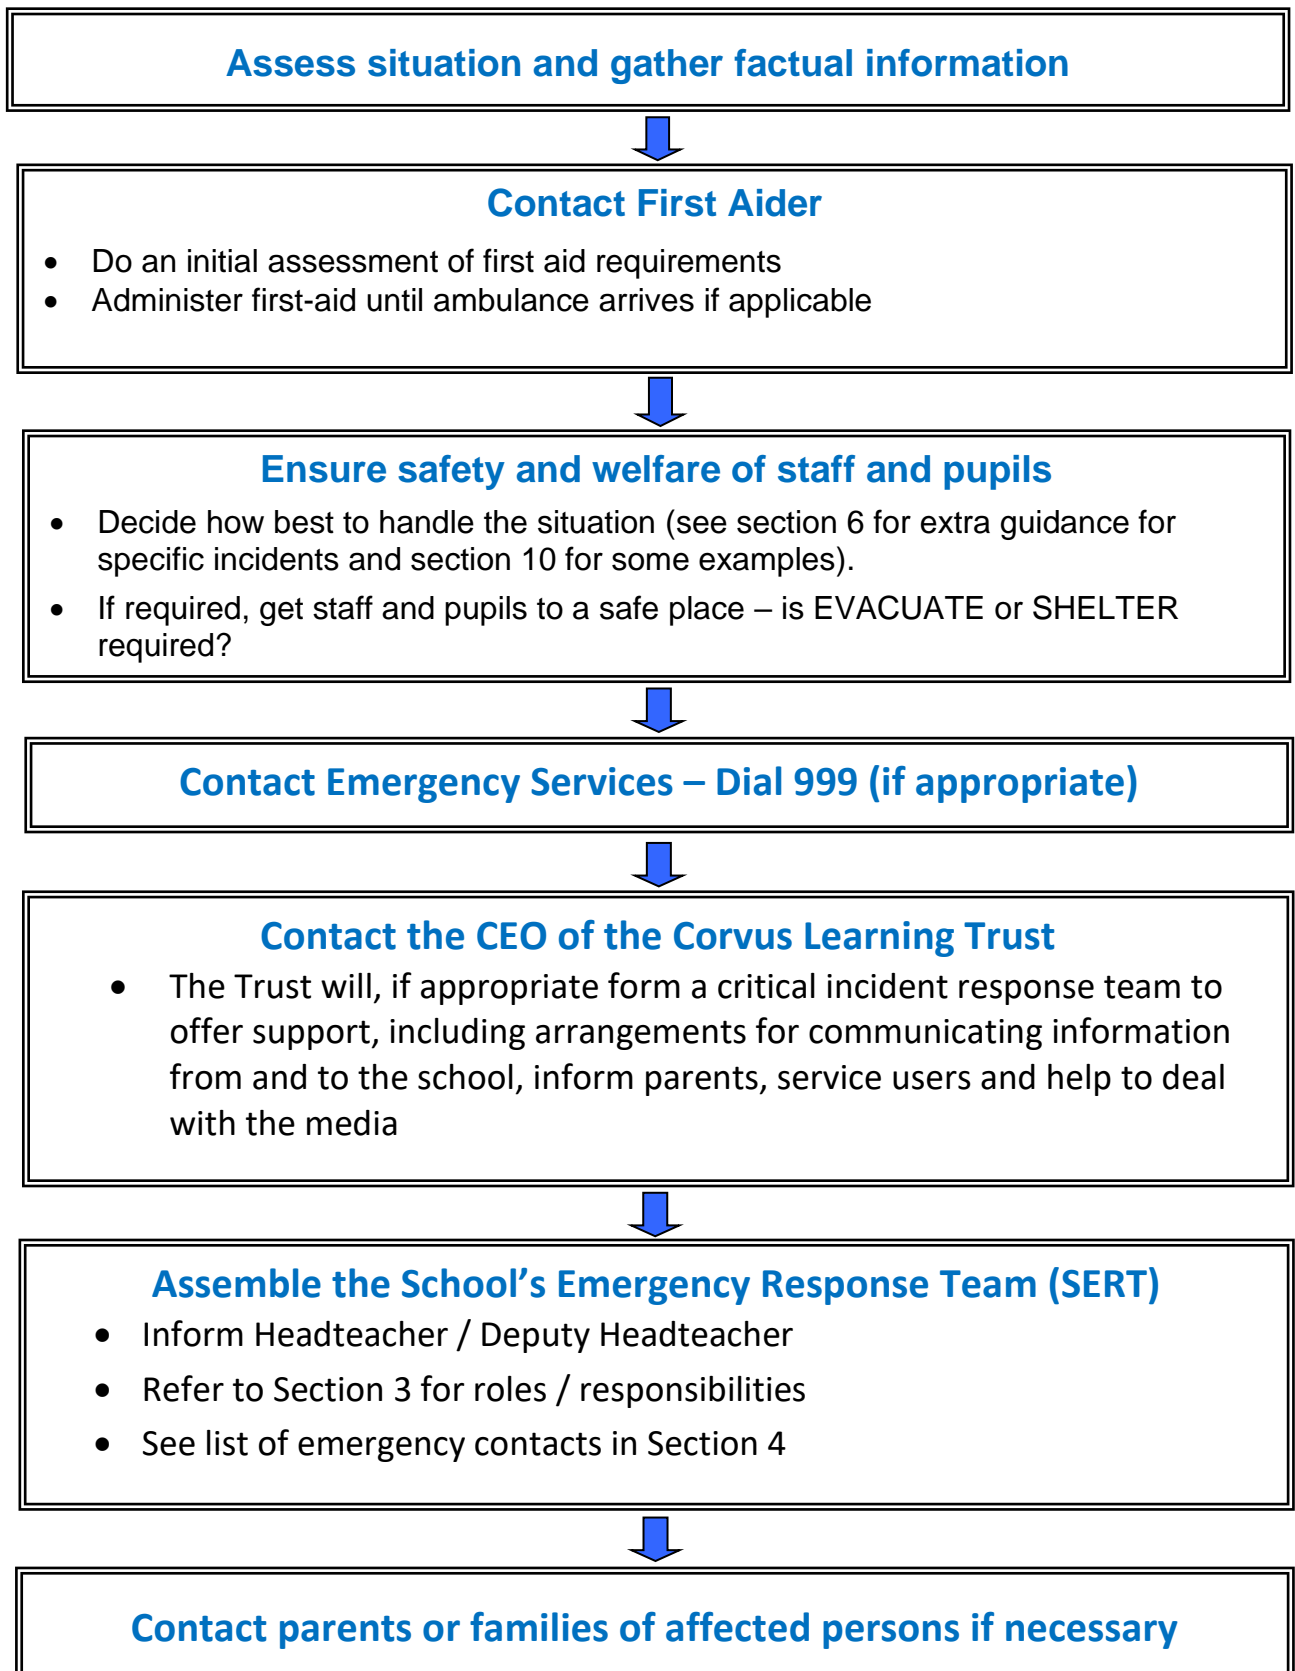 Assess situation and gather factual information
Contact First Aider
• Do an initial assessment of first aid requirements
• Administer first-aid until ambulance arrives if applicable
Ensure safety and welfare of staff and pupils
• Decide how best to handle the situation (see section 6 for extra guidance for
specific incidents and section 10 for some examples).
• If required, get staff and pupils to a safe place – is EVACUATE or SHELTER
required?
Contact Emergency Services – Dial 999 (if appropriate)
Contact the CEO of the Corvus Learning Trust
• The Trust will, if appropriate form a critical incident response team to
offer support, including arrangements for communicating information
from and to the school, inform parents, service users and help to deal
with the media
Assemble the School’s Emergency Response Team (SERT)
• Inform Headteacher / Deputy Headteacher
• Refer to Section 3 for roles / responsibilities
• See list of emergency contacts in Section 4
Contact parents or families of affected persons if necessary